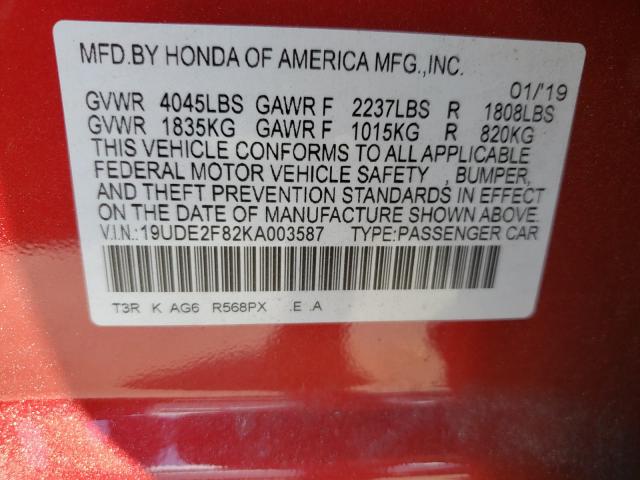 MFD.BY HONDA OF AMERICA MFG.,INC.
01/'19
GVWR 4045LBS GAWR F 2237LBS R 1808LBS
GVWR 1835KG GAWR F 1015KG R 820KG
THIS VEHICLE CONFORMS TO ALL APPLICABLE
FEDERAL MOTOR VEHICLE SAFETY , BUMPER,
AND THEFT PREVENTION STANDARDS IN EFFECT
ON THE DATE OF MANUFACTURE SHOWN ABOVE.
V.I.N.:19UDE2F82KA003587 TYPE:PASSENGER CAR
T3R K AG6 R568PX .E .A